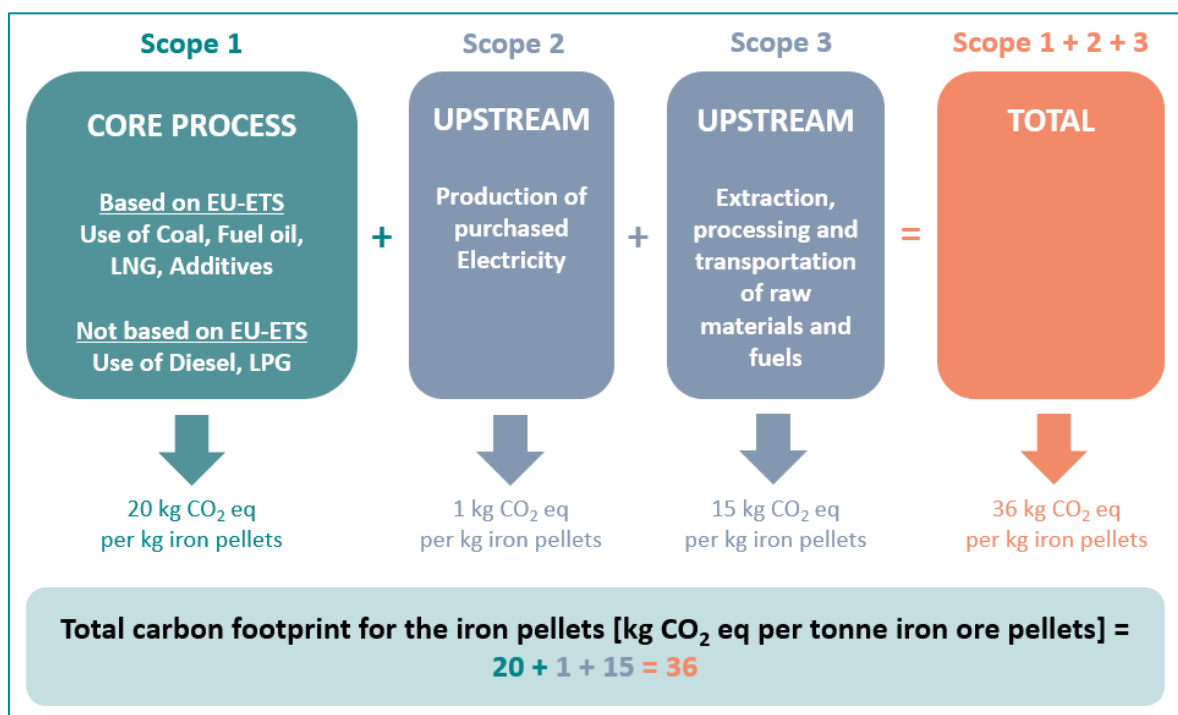 Scope 1
CORE PROCESS
Based on EU-ETS
Use of Coal, Fuel oil,
LNG, Additives
Not based on EU-ETS
Use of Diesel, LPG
20 kg CO₂ eq
per kg iron pellets
+
Scope 2
UPSTREAM
Production of
purchased
Electricity
1 kg CO₂ eq
per kg iron pellets
+
Scope 3
UPSTREAM
Extraction,
processing and
transportation
of raw
materials and
fuels
15 kg CO₂ eq
per kg iron pellets
=
Scope 1 + 2 + 3
TOTAL
36 kg CO₂ eq
per kg iron pellets
Total carbon footprint for the iron pellets [kg CO₂ eq per tonne iron ore pellets] =
20 + 1 + 15 = 36